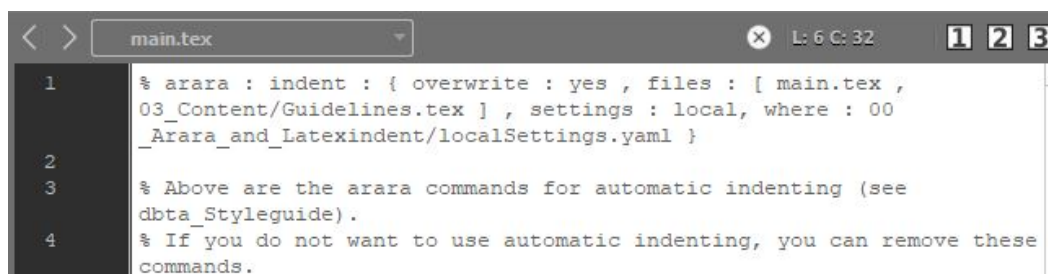 main.tex
L: 6 C: 32
1 2 3
1 % arara : indent : { overwrite : yes , files : [ main.tex ,
03_Content/Guidelines.tex ] , settings : local, where : 00
_Arara_and_Latexindent/localSettings.yaml }
2
3 % Above are the arara commands for automatic indenting (see
dbta_Styleguide).
4 % If you do not want to use automatic indenting, you can remove these
commands.